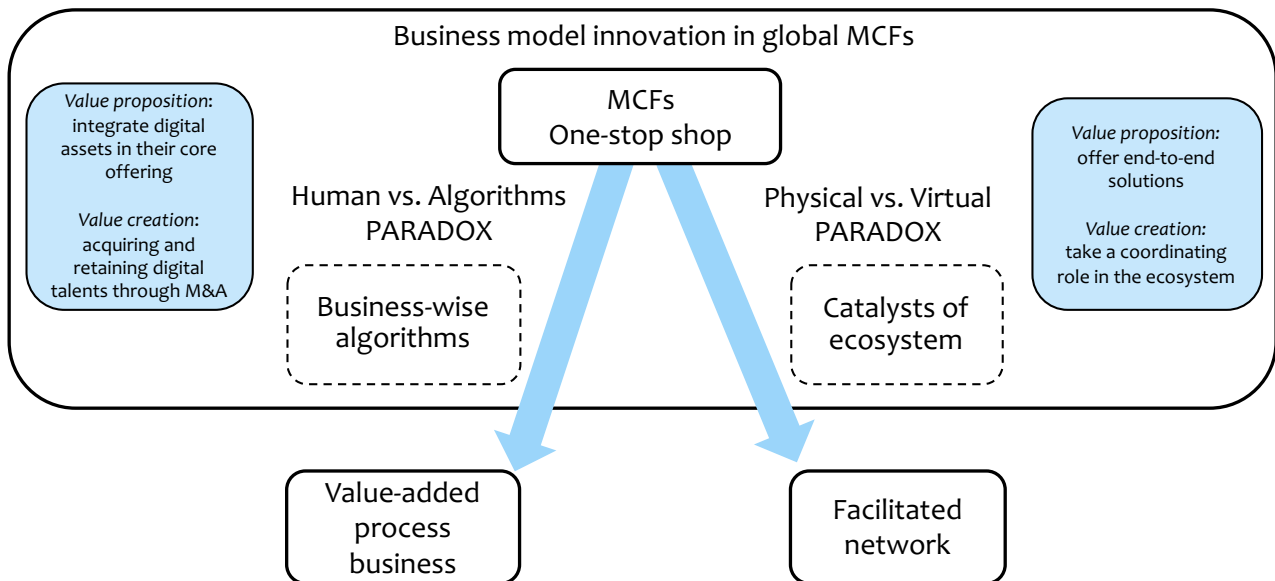 Business model innovation in global MCFs
MCFs
One-stop shop
Value proposition:
integrate digital
assets in their core
offering
Value creation:
acquiring and
retaining digital
talents through M&A
Human vs. Algorithms
PARADOX
Business-wise
algorithms
Physical vs. Virtual
PARADOX
Catalysts of
ecosystem
Value proposition:
offer end-to-end
solutions
Value creation:
take a coordinating
role in the ecosystem
Value-added
process
business
Facilitated
network